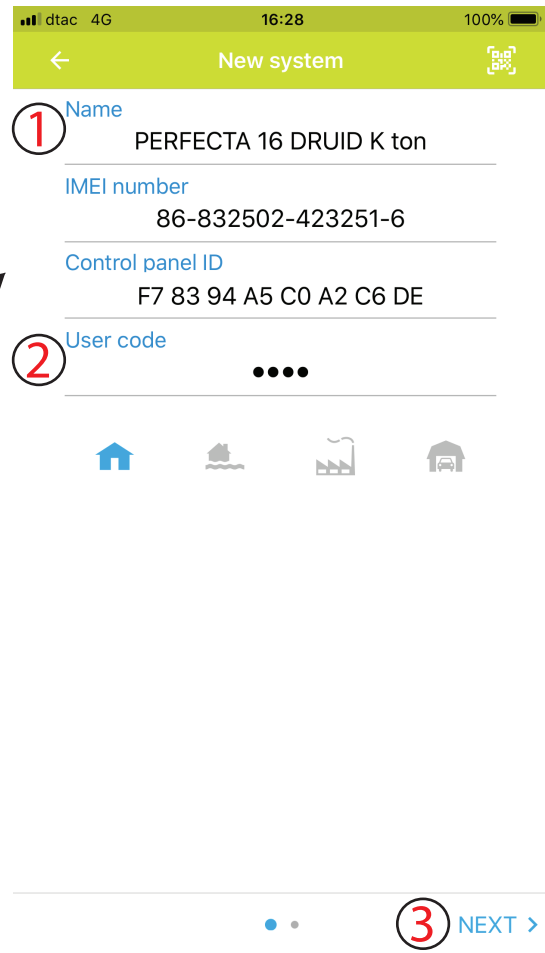 dtac 4G 16:28 100%
New system
1 Name
PERFECTA 16 DRUID K ton
IMEI number
86-832502-423251-6
Control panel ID
F7 83 94 A5 C0 A2 C6 DE
2 User code
••••
3 NEXT